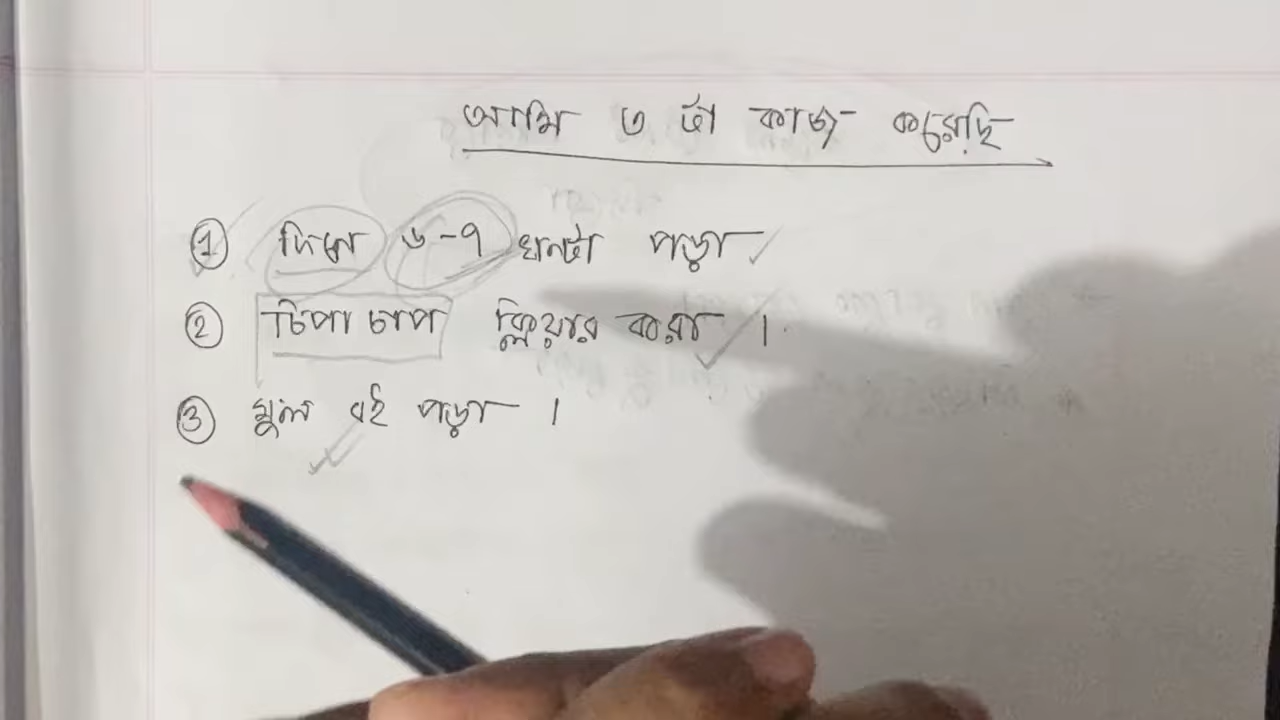 আমি ৩ টা কাজ করেছি
① দিনে ৬-৭ ঘন্টা পড়া
② টিপা চাপ ক্লিয়ার করা ।
③ মুল বই পড়া ।